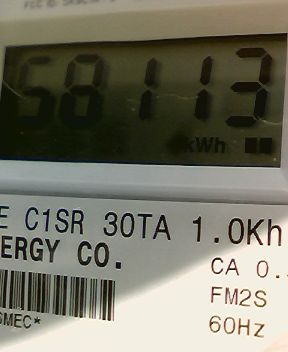 58113
kWh
E C1SR 30TA 1.0Kh
ERGY CO.
CA 0.
FM2S
SMEC*
60Hz